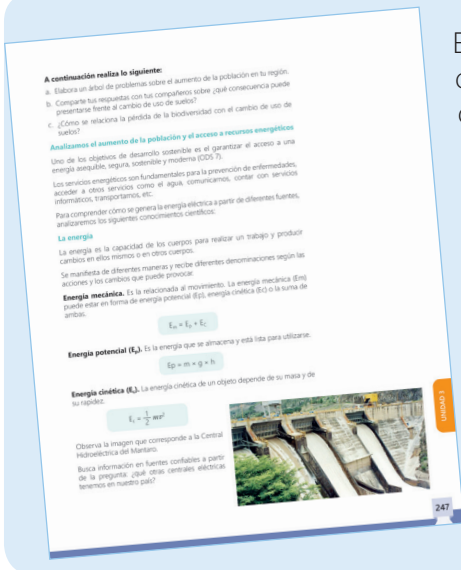 A continuación realiza lo siguiente:
a. Elabora un árbol de problemas sobre el aumento de la población en tu región.
b. Comparte tus respuestas con tus compañeros sobre ¿qué consecuencia puede
presentarse frente al cambio de uso de suelos?
c. ¿Cómo se relaciona la pérdida de la biodiversidad con el cambio de uso de
suelos?
Analizamos el aumento de la población y el acceso a recursos energéticos
Uno de los objetivos de desarrollo sostenible es el garantizar el acceso a una
energía asequible, segura, sostenible y moderna (ODS 7).
Los servicios energéticos son fundamentales para la prevención de enfermedades,
acceder a otros servicios como el agua, comunicarnos, contar con servicios
informáticos, transportarnos, etc.
Para comprender cómo se genera la energía eléctrica a partir de diferentes fuentes,
analizaremos los siguientes conocimientos científicos:
La energía
La energía es la capacidad de los cuerpos para realizar un trabajo y producir
cambios en ellos mismos o en otros cuerpos.
Se manifiesta de diferentes maneras y recibe diferentes denominaciones según las
acciones y los cambios que puede provocar.
Energía mecánica. Es la relacionada al movimiento. La energía mecánica (Em)
puede estar en forma de energía potencial (Ep), energía cinética (Ec) o la suma de
ambas.
Eₘ = Eₚ + E_C
Energía potencial (Eₚ). Es la energía que se almacena y está lista para utilizarse.
Ep = m × g × h
Energía cinética (E_c). La energía cinética de un objeto depende de su masa y de
su rapidez.
E_c = 1/2 mv²
Observa la imagen que corresponde a la Central
Hidroeléctrica del Mantaro.
Busca información en fuentes confiables a partir
de la pregunta: ¿qué otras centrales eléctricas
tenemos en nuestro país?
UNIDAD 3
247